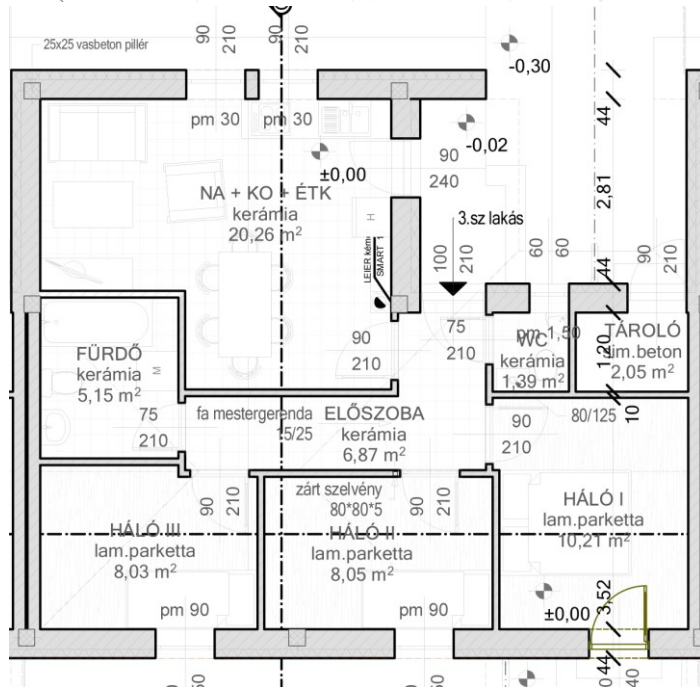 25x25 vasbeton pillér
90
210
90
210
-0,30
44
pm 30
pm 30
-0,02
±0,00
90
240
NA + KO + ÉTK
kerámia
20,26 m²
H
LEIER kém.
SMART 1
3.sz lakás
2,81
100
210
60
60
90
210
44
90
210
75
210
pm 1,50
WC
kerámia
1,39 m²
1,20
TÁROLÓ
sim.beton
2,05 m²
FÜRDŐ
kerámia
5,15 m²
M
75
210
fa mestergerenda
15/25
ELŐSZOBA
kerámia
6,87 m²
90
210
80/125
10
90
210
zárt szelvény
80*80*5
90
210
HÁLÓ III
lam.parketta
8,03 m²
HÁLÓ II
lam.parketta
8,05 m²
HÁLÓ I
lam.parketta
10,21 m²
pm 90
pm 90
±0,00
3,52
44